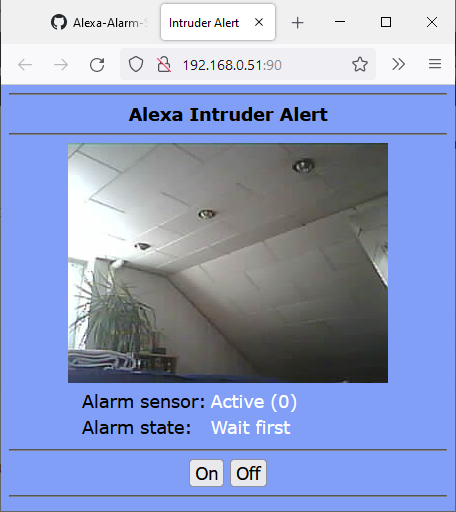 Alexa-Alarm-S
Intruder Alert
192.168.0.51:90
Alexa Intruder Alert
Alarm sensor: Active (0)
Alarm state: Wait first
On Off